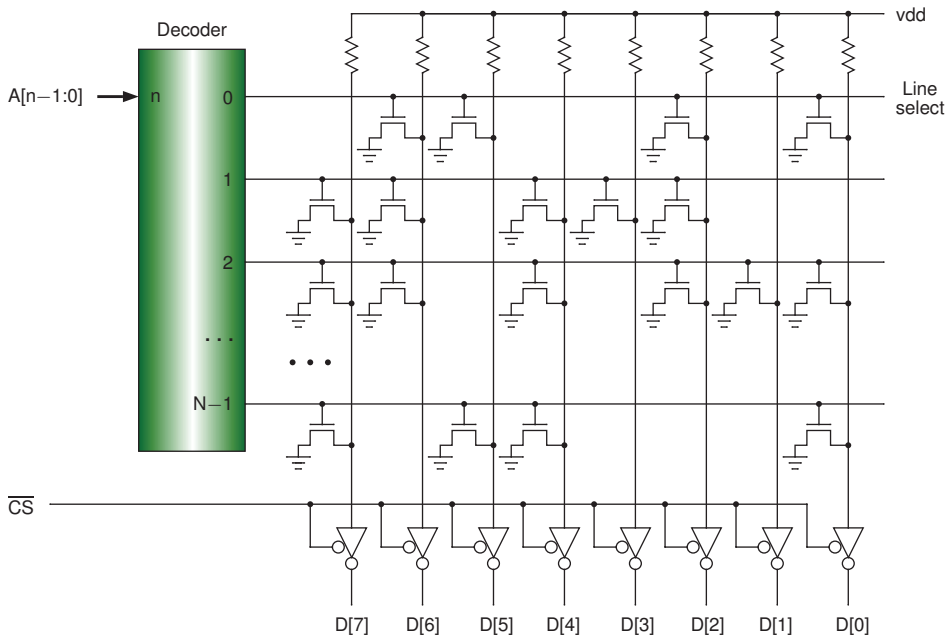 vdd
Decoder
A[n−1:0]
n
0
Line
select
1
2
. . .
• • •
N−1
CS
D[7] D[6] D[5] D[4] D[3] D[2] D[1] D[0]